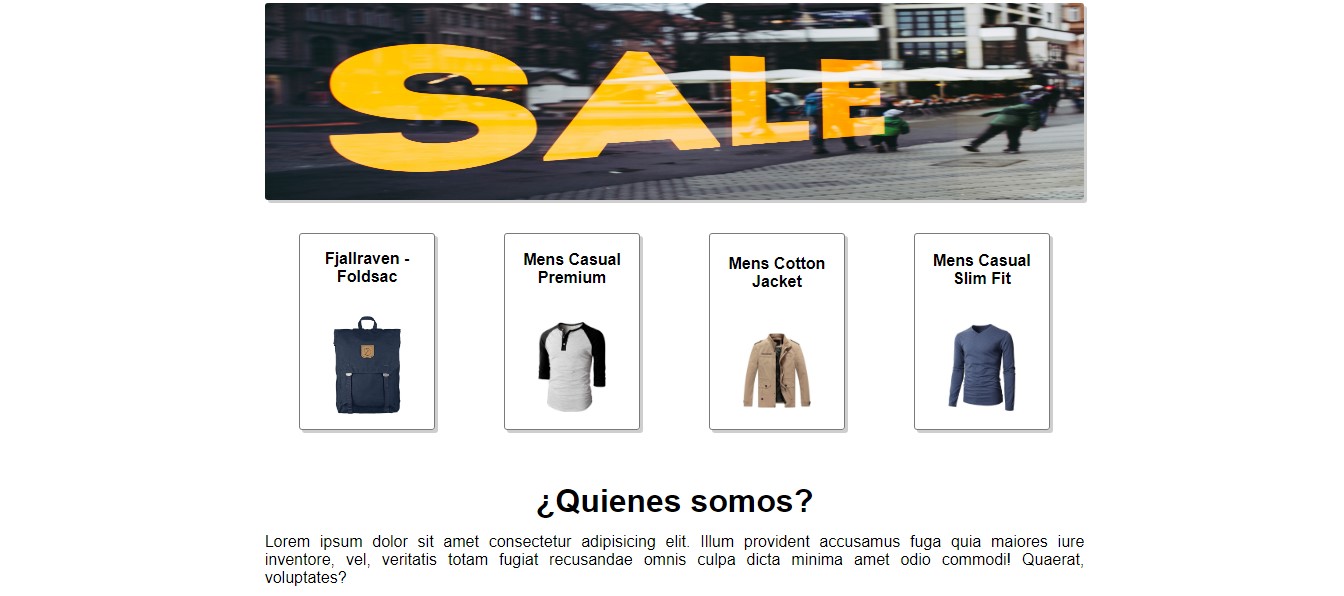 SALE
Fjallraven -
Foldsac
Mens Casual
Premium
Mens Cotton
Jacket
Mens Casual
Slim Fit
¿Quienes somos?
Lorem ipsum dolor sit amet consectetur adipisicing elit. Illum provident accusamus fuga quia maiores iure
inventore, vel, veritatis totam fugiat recusandae omnis culpa dicta minima amet odio commodi! Quaerat,
voluptates?